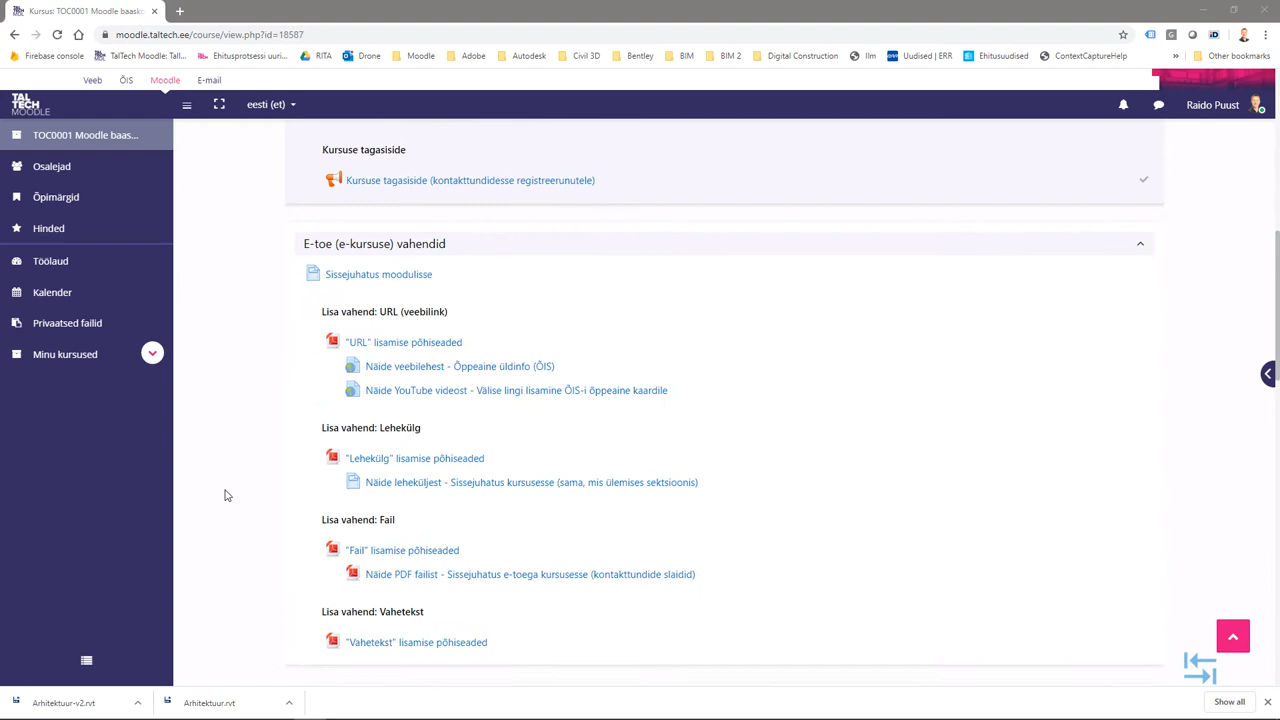 Kursus: TOC0001 Moodle baasko
moodle.taltech.ee/course/view.php?id=18587
Firebase console
TalTech Moodle: Tall...
Ehitusprotsessi uuri...
RITA
Drone
Moodle
Adobe
Autodesk
Civil 3D
Bentley
BIM
BIM 2
Digital Construction
Ilm
Uudised | ERR
Ehitusuudised
ContextCaptureHelp
»
Other bookmarks
Veeb
ÕIS
Moodle
E-mail
TAL
TECH
MOODLE
eesti (et)
Raido Puust
TOC0001 Moodle baas...
Osalejad
Õpimärgid
Hinded
Töölaud
Kalender
Privaatsed failid
Minu kursused
Kursuse tagasiside
Kursuse tagasiside (kontakttundidesse registreerunutele)
E-toe (e-kursuse) vahendid
Sissejuhatus moodulisse
Lisa vahend: URL (veebilink)
"URL" lisamise põhiseaded
Näide veebilehest - Õppeaine üldinfo (ÕIS)
Näide YouTube videost - Välise lingi lisamine ÕIS-i õppeaine kaardile
Lisa vahend: Lehekülg
"Lehekülg" lisamise põhiseaded
Näide leheküljest - Sissejuhatus kursusesse (sama, mis ülemises sektsioonis)
Lisa vahend: Fail
"Fail" lisamise põhiseaded
Näide PDF failist - Sissejuhatus e-toega kursusesse (kontakttundide slaidid)
Lisa vahend: Vahetekst
"Vahetekst" lisamise põhiseaded
Arhitektuur-v2.rvt
Arhitektuur.rvt
Show all